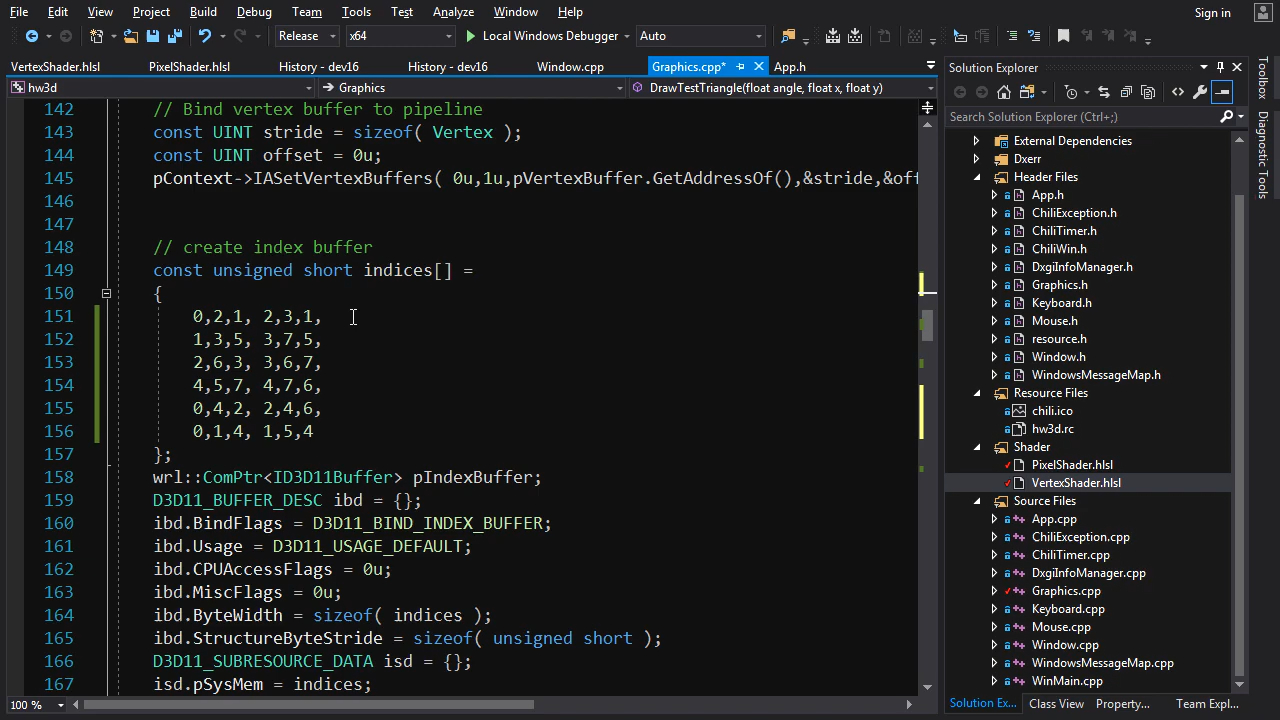 File Edit View Project Build Debug Team Tools Test Analyze Window Help Sign in
Release x64 Local Windows Debugger Auto
VertexShader.hlsl PixelShader.hlsl History - dev16 History - dev16 Window.cpp Graphics.cpp* App.h
hw3d Graphics DrawTestTriangle(float angle, float x, float y)
142 // Bind vertex buffer to pipeline
143 const UINT stride = sizeof( Vertex );
144 const UINT offset = 0u;
145 pContext->IASetVertexBuffers( 0u,1u,pVertexBuffer.GetAddressOf(),&stride,&off
146
147
148 // create index buffer
149 const unsigned short indices[] =
150 {
151 0,2,1, 2,3,1,
152 1,3,5, 3,7,5,
153 2,6,3, 3,6,7,
154 4,5,7, 4,7,6,
155 0,4,2, 2,4,6,
156 0,1,4, 1,5,4
157 };
158 wrl::ComPtr<ID3D11Buffer> pIndexBuffer;
159 D3D11_BUFFER_DESC ibd = {};
160 ibd.BindFlags = D3D11_BIND_INDEX_BUFFER;
161 ibd.Usage = D3D11_USAGE_DEFAULT;
162 ibd.CPUAccessFlags = 0u;
163 ibd.MiscFlags = 0u;
164 ibd.ByteWidth = sizeof( indices );
165 ibd.StructureByteStride = sizeof( unsigned short );
166 D3D11_SUBRESOURCE_DATA isd = {};
167 isd.pSysMem = indices;
100 %
Solution Explorer
Search Solution Explorer (Ctrl+;)
External Dependencies
Dxerr
Header Files
App.h
ChiliException.h
ChiliTimer.h
ChiliWin.h
DxgiInfoManager.h
Graphics.h
Keyboard.h
Mouse.h
resource.h
Window.h
WindowsMessageMap.h
Resource Files
chili.ico
hw3d.rc
Shader
PixelShader.hlsl
VertexShader.hlsl
Source Files
App.cpp
ChiliException.cpp
ChiliTimer.cpp
DxgiInfoManager.cpp
Graphics.cpp
Keyboard.cpp
Mouse.cpp
Window.cpp
WindowsMessageMap.cpp
WinMain.cpp
Solution Ex... Class View Property... Team Expl...
Toolbox
Diagnostic Tools